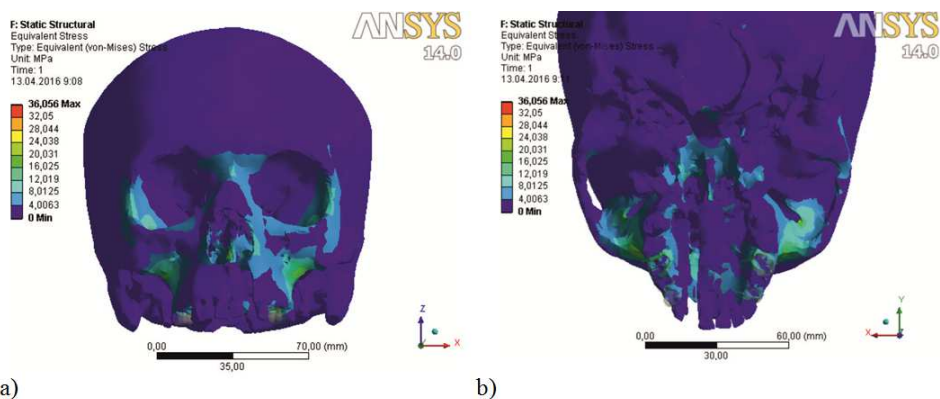 F: Static Structural
Equivalent Stress
Type: Equivalent (von-Mises) Stress
Unit: MPa
Time: 1
13.04.2016 9:08
ANSYS
14.0
36,056 Max
32,05
28,044
24,038
20,031
16,025
12,019
8,0125
4,0063
0 Min
Z
X
0,00
70,00 (mm)
35,00
a)
F: Static Structural
Equivalent Stress
Type: Equivalent (von-Mises) Stress
Unit: MPa
Time: 1
13.04.2016
ANSYS
14.0
36,056 Max
32,05
28,044
24,038
20,031
16,025
12,019
8,0125
4,0063
0 Min
Y
X
0,00
60,00 (mm)
30,00
b)